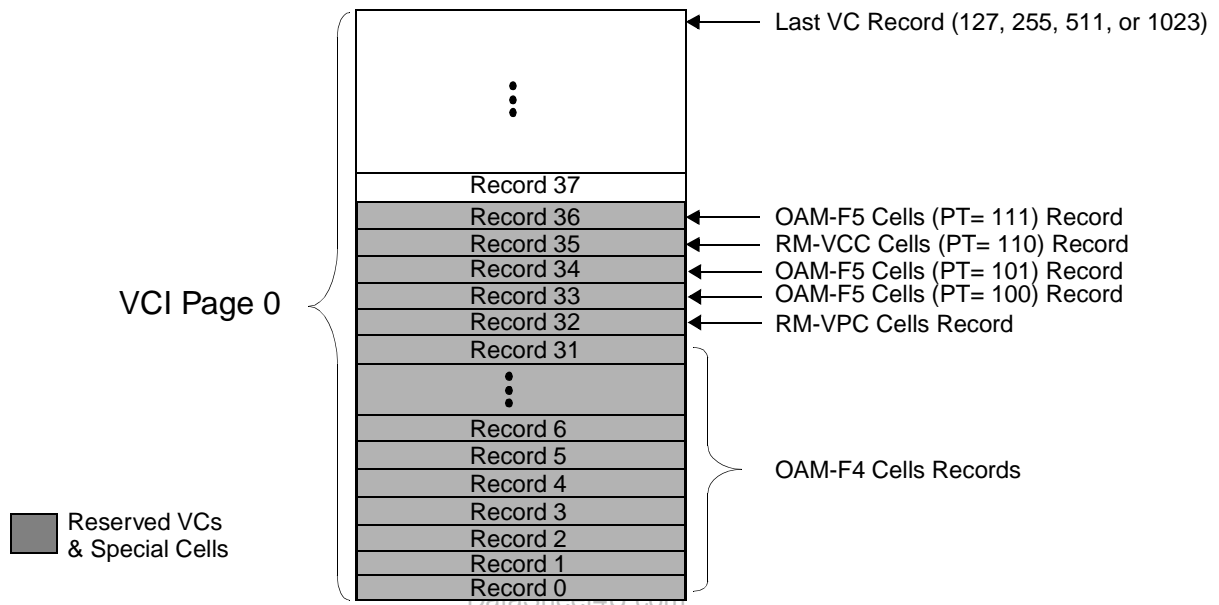 Last VC Record (127, 255, 511, or 1023)
Record 37
Record 36
OAM-F5 Cells (PT= 111) Record
Record 35
RM-VCC Cells (PT= 110) Record
Record 34
OAM-F5 Cells (PT= 101) Record
Record 33
OAM-F5 Cells (PT= 100) Record
VCI Page 0
Record 32
RM-VPC Cells Record
Record 31
Record 6
Record 5
Record 4
OAM-F4 Cells Records
Record 3
Record 2
Record 1
Record 0
Reserved VCs
& Special Cells